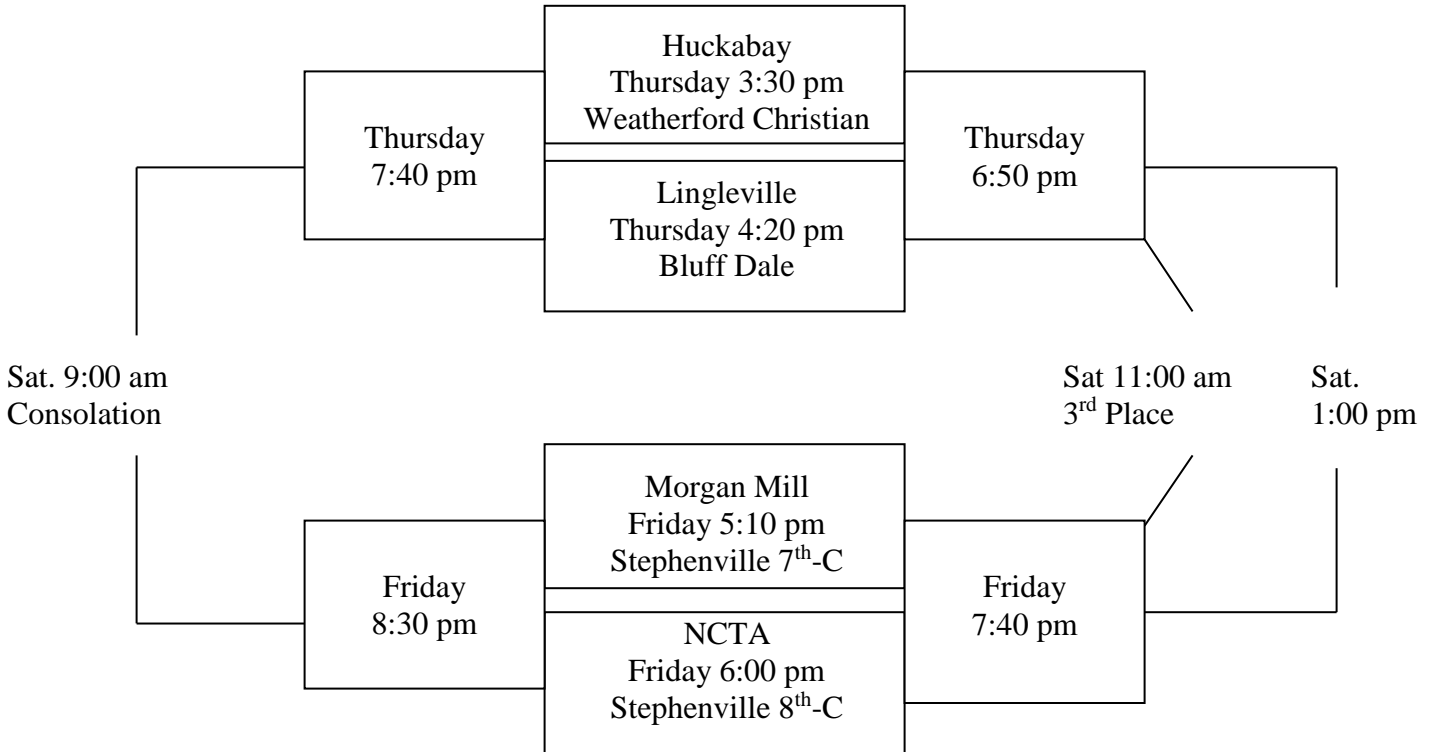 Huckabay
Thursday 3:30 pm
Weatherford Christian
Thursday
7:40 pm
Thursday
6:50 pm
Lingleville
Thursday 4:20 pm
Bluff Dale
Sat. 9:00 am
Consolation
Sat 11:00 am
3rd Place
Sat.
1:00 pm
Morgan Mill
Friday 5:10 pm
Stephenville 7th-C
Friday
8:30 pm
Friday
7:40 pm
NCTA
Friday 6:00 pm
Stephenville 8th-C